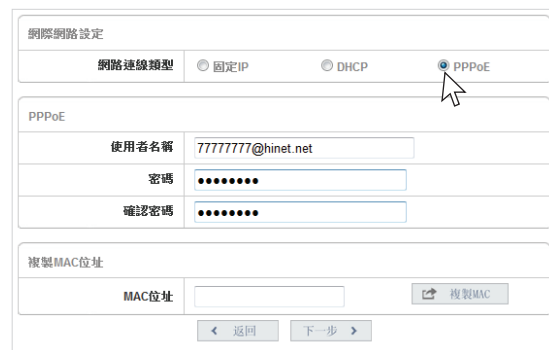 網際網路設定
網路連線類型 固定IP DHCP PPPoE
PPPoE
使用者名稱 77777777@hinet.net
密碼 ●●●●●●●●
確認密碼 ●●●●●●●●
複製MAC位址
MAC位址 複製MAC
返回 下一步